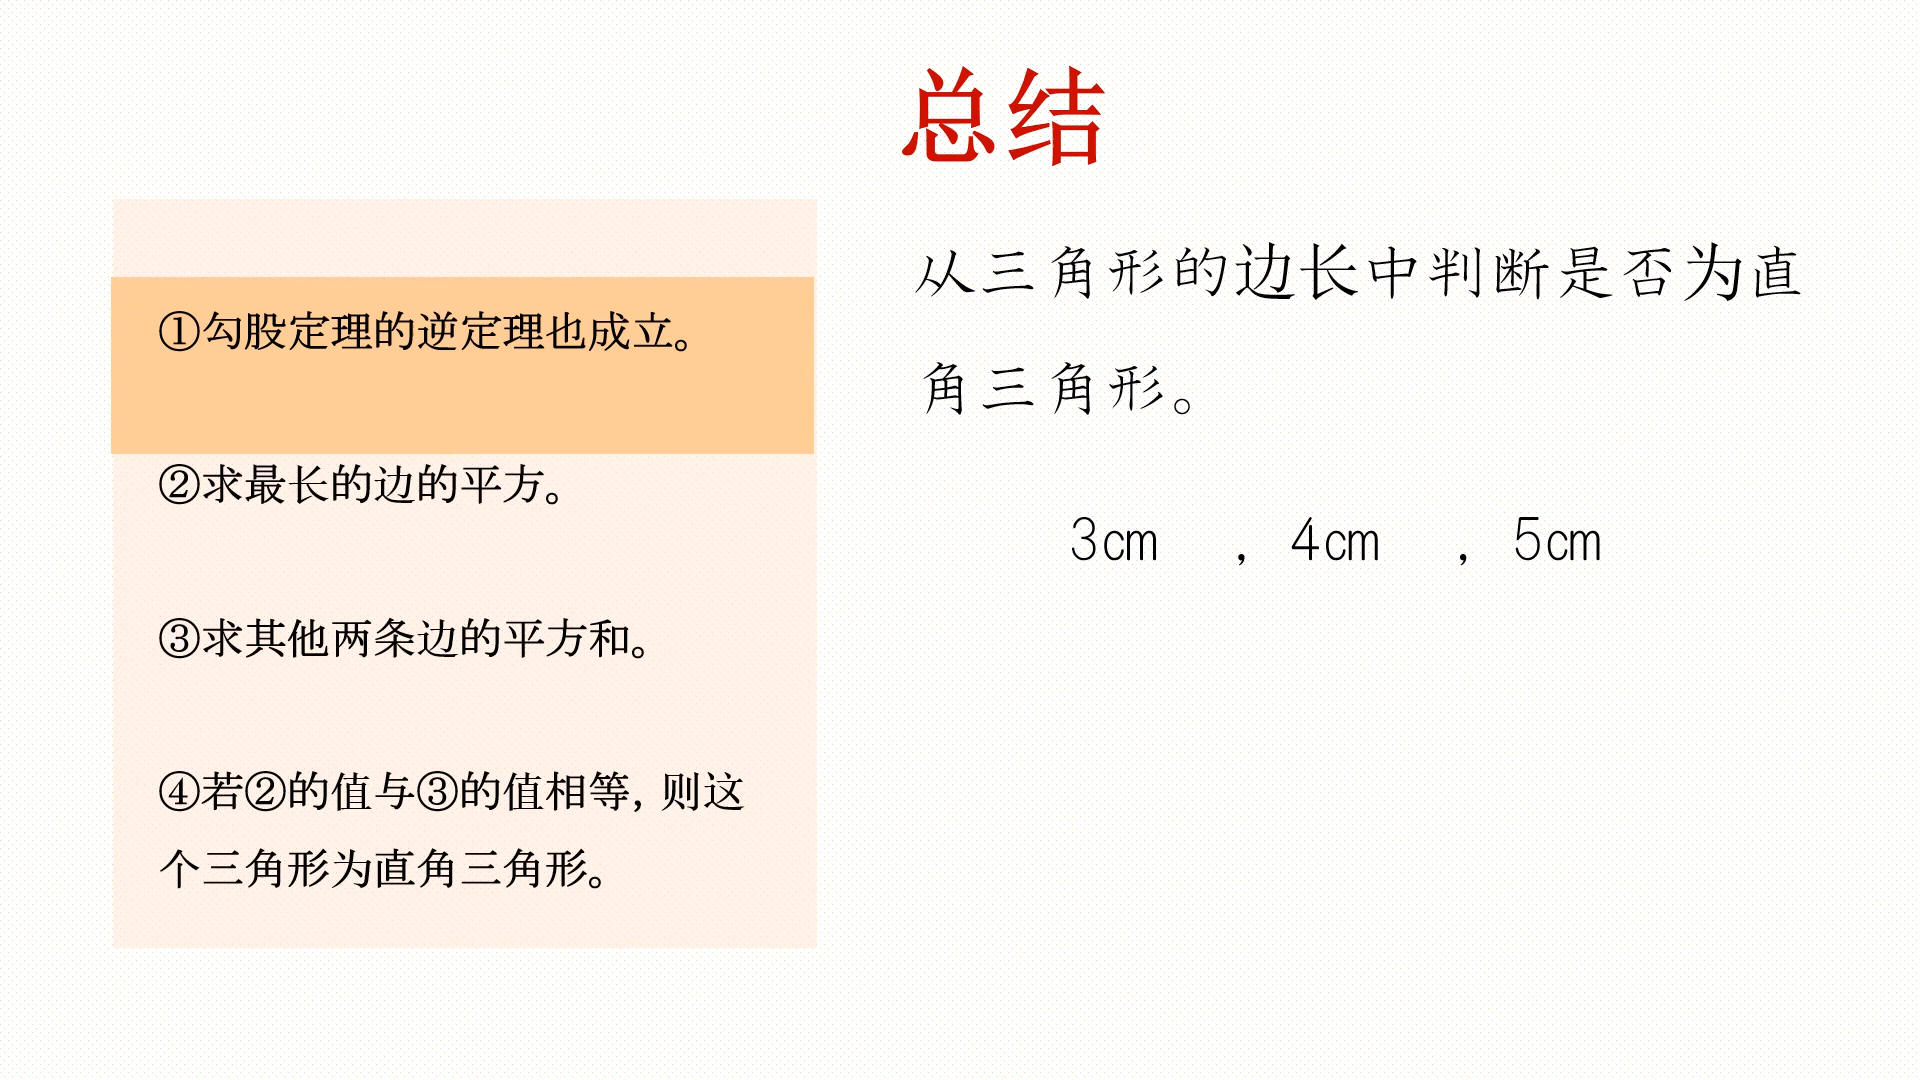 总结
①勾股定理的逆定理也成立。
②求最长的边的平方。
③求其他两条边的平方和。
④若②的值与③的值相等，则这
个三角形为直角三角形。
从三角形的边长中判断是否为直
角三角形。
3cm ，4cm ，5cm